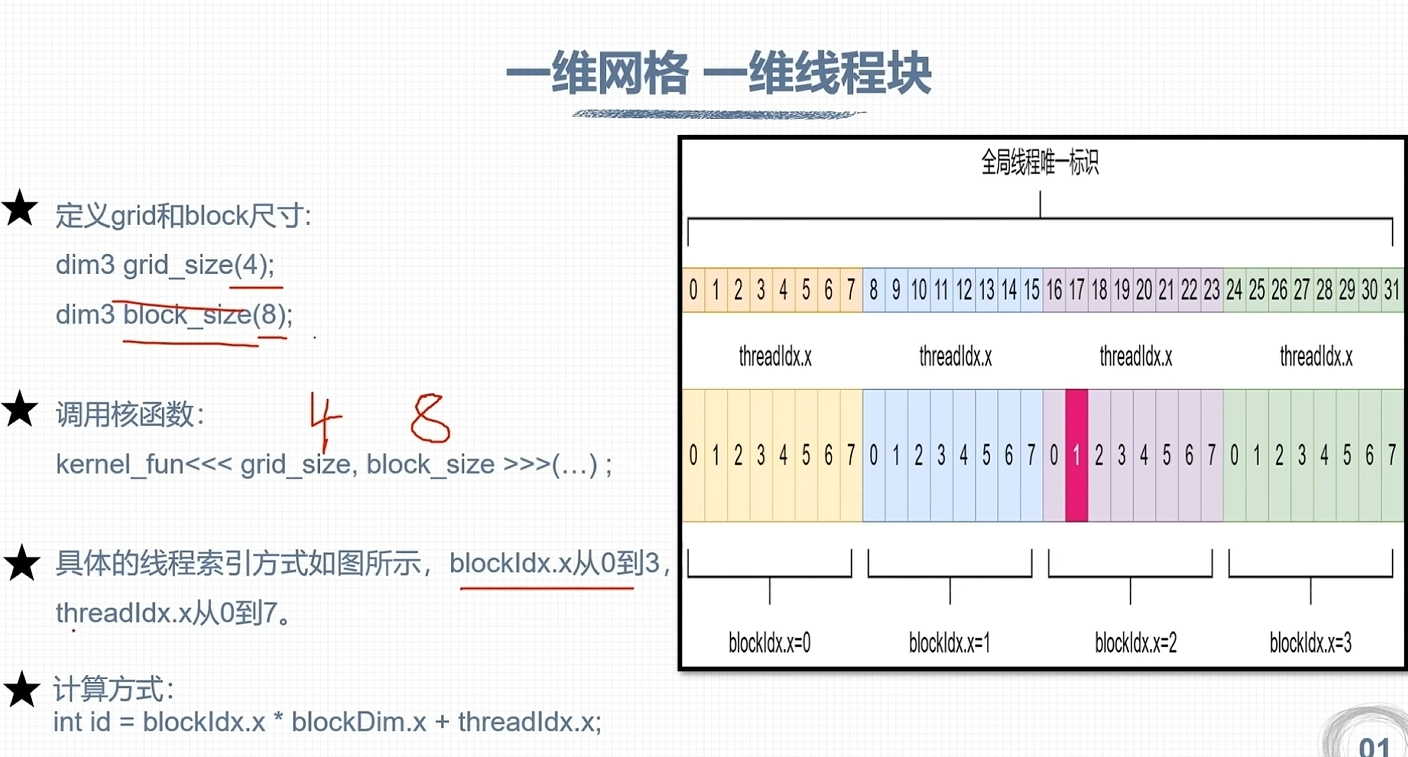 一维网格 一维线程块
定义grid和block尺寸:
dim3 grid_size(4);
dim3 block_size(8);
调用核函数:
4 8
kernel_fun<<< grid_size, block_size >>>(…) ;
具体的线程索引方式如图所示，blockIdx.x从0到3，
threadIdx.x从0到7。
计算方式:
int id = blockIdx.x * blockDim.x + threadIdx.x;
全局线程唯一标识
0 1 2 3 4 5 6 7 8 9 10 11 12 13 14 15 16 17 18 19 20 21 22 23 24 25 26 27 28 29 30 31
threadIdx.x threadIdx.x threadIdx.x threadIdx.x
0 1 2 3 4 5 6 7 0 1 2 3 4 5 6 7 0 1 2 3 4 5 6 7 0 1 2 3 4 5 6 7
blockIdx.x=0 blockIdx.x=1 blockIdx.x=2 blockIdx.x=3
01